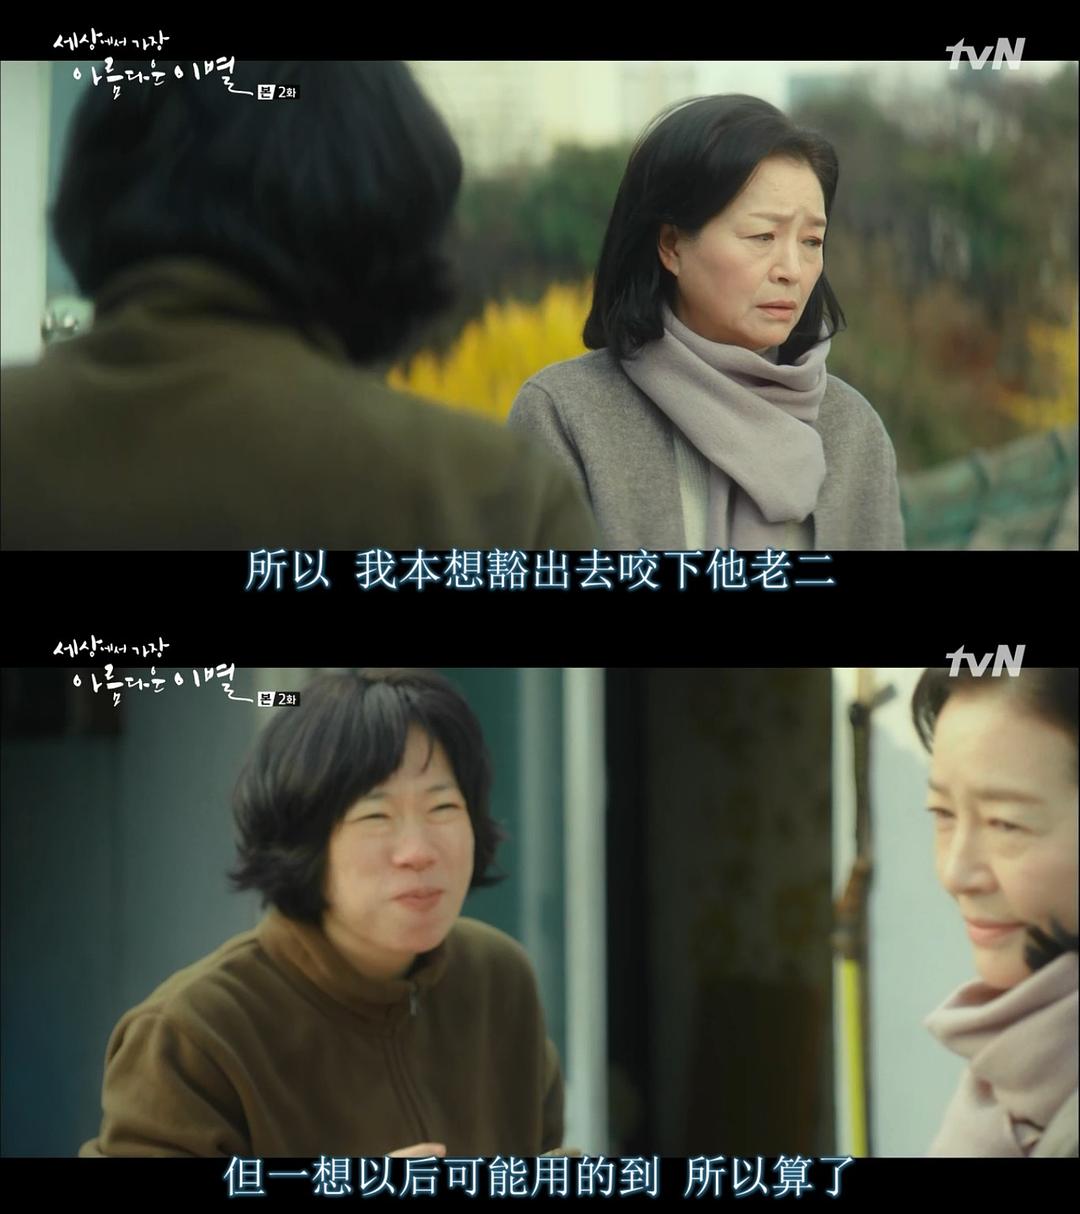 세상에서 가장
아름다운 이별
본 2화
tvN
所以 我本想豁出去咬下他老二
세상에서 가장
아름다운 이별
본 2화
tvN
但一想以后可能用的到 所以算了